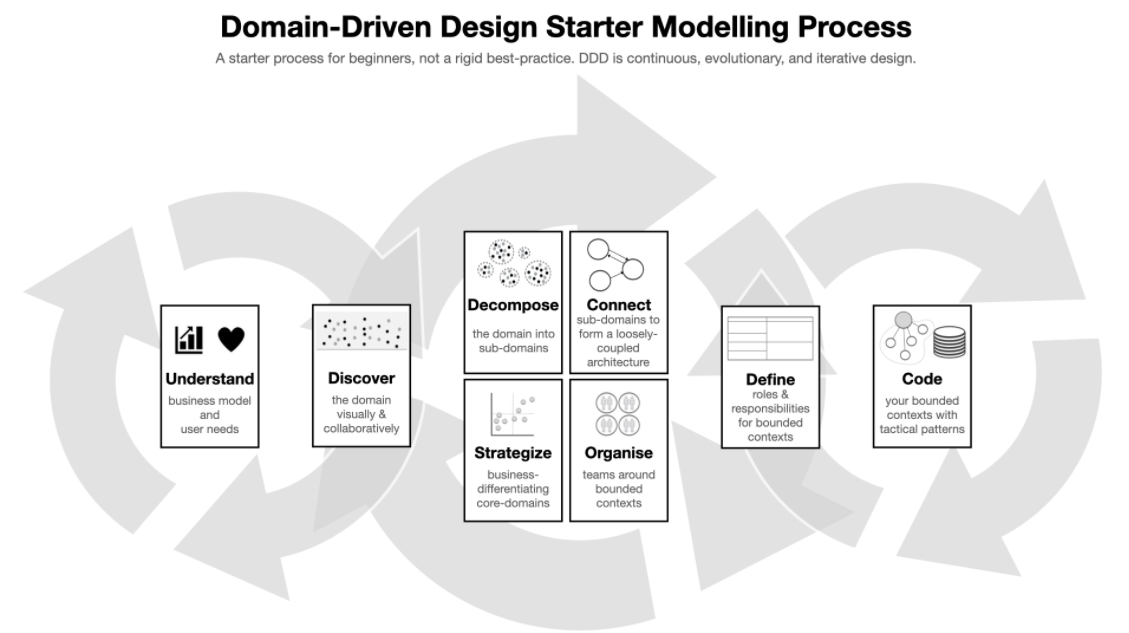 Domain-Driven Design Starter Modelling Process
A starter process for beginners, not a rigid best-practice. DDD is continuous, evolutionary, and iterative design.
Understand
business model
and
user needs
Discover
the domain
visually &
collaboratively
Decompose
the domain into
sub-domains
Connect
sub-domains to
form a loosely-
coupled
architecture
Strategize
business-
differentiating
core-domains
Organise
teams around
bounded
contexts
Define
roles &
responsibilities
for bounded
contexts
Code
your bounded
contexts with
tactical patterns